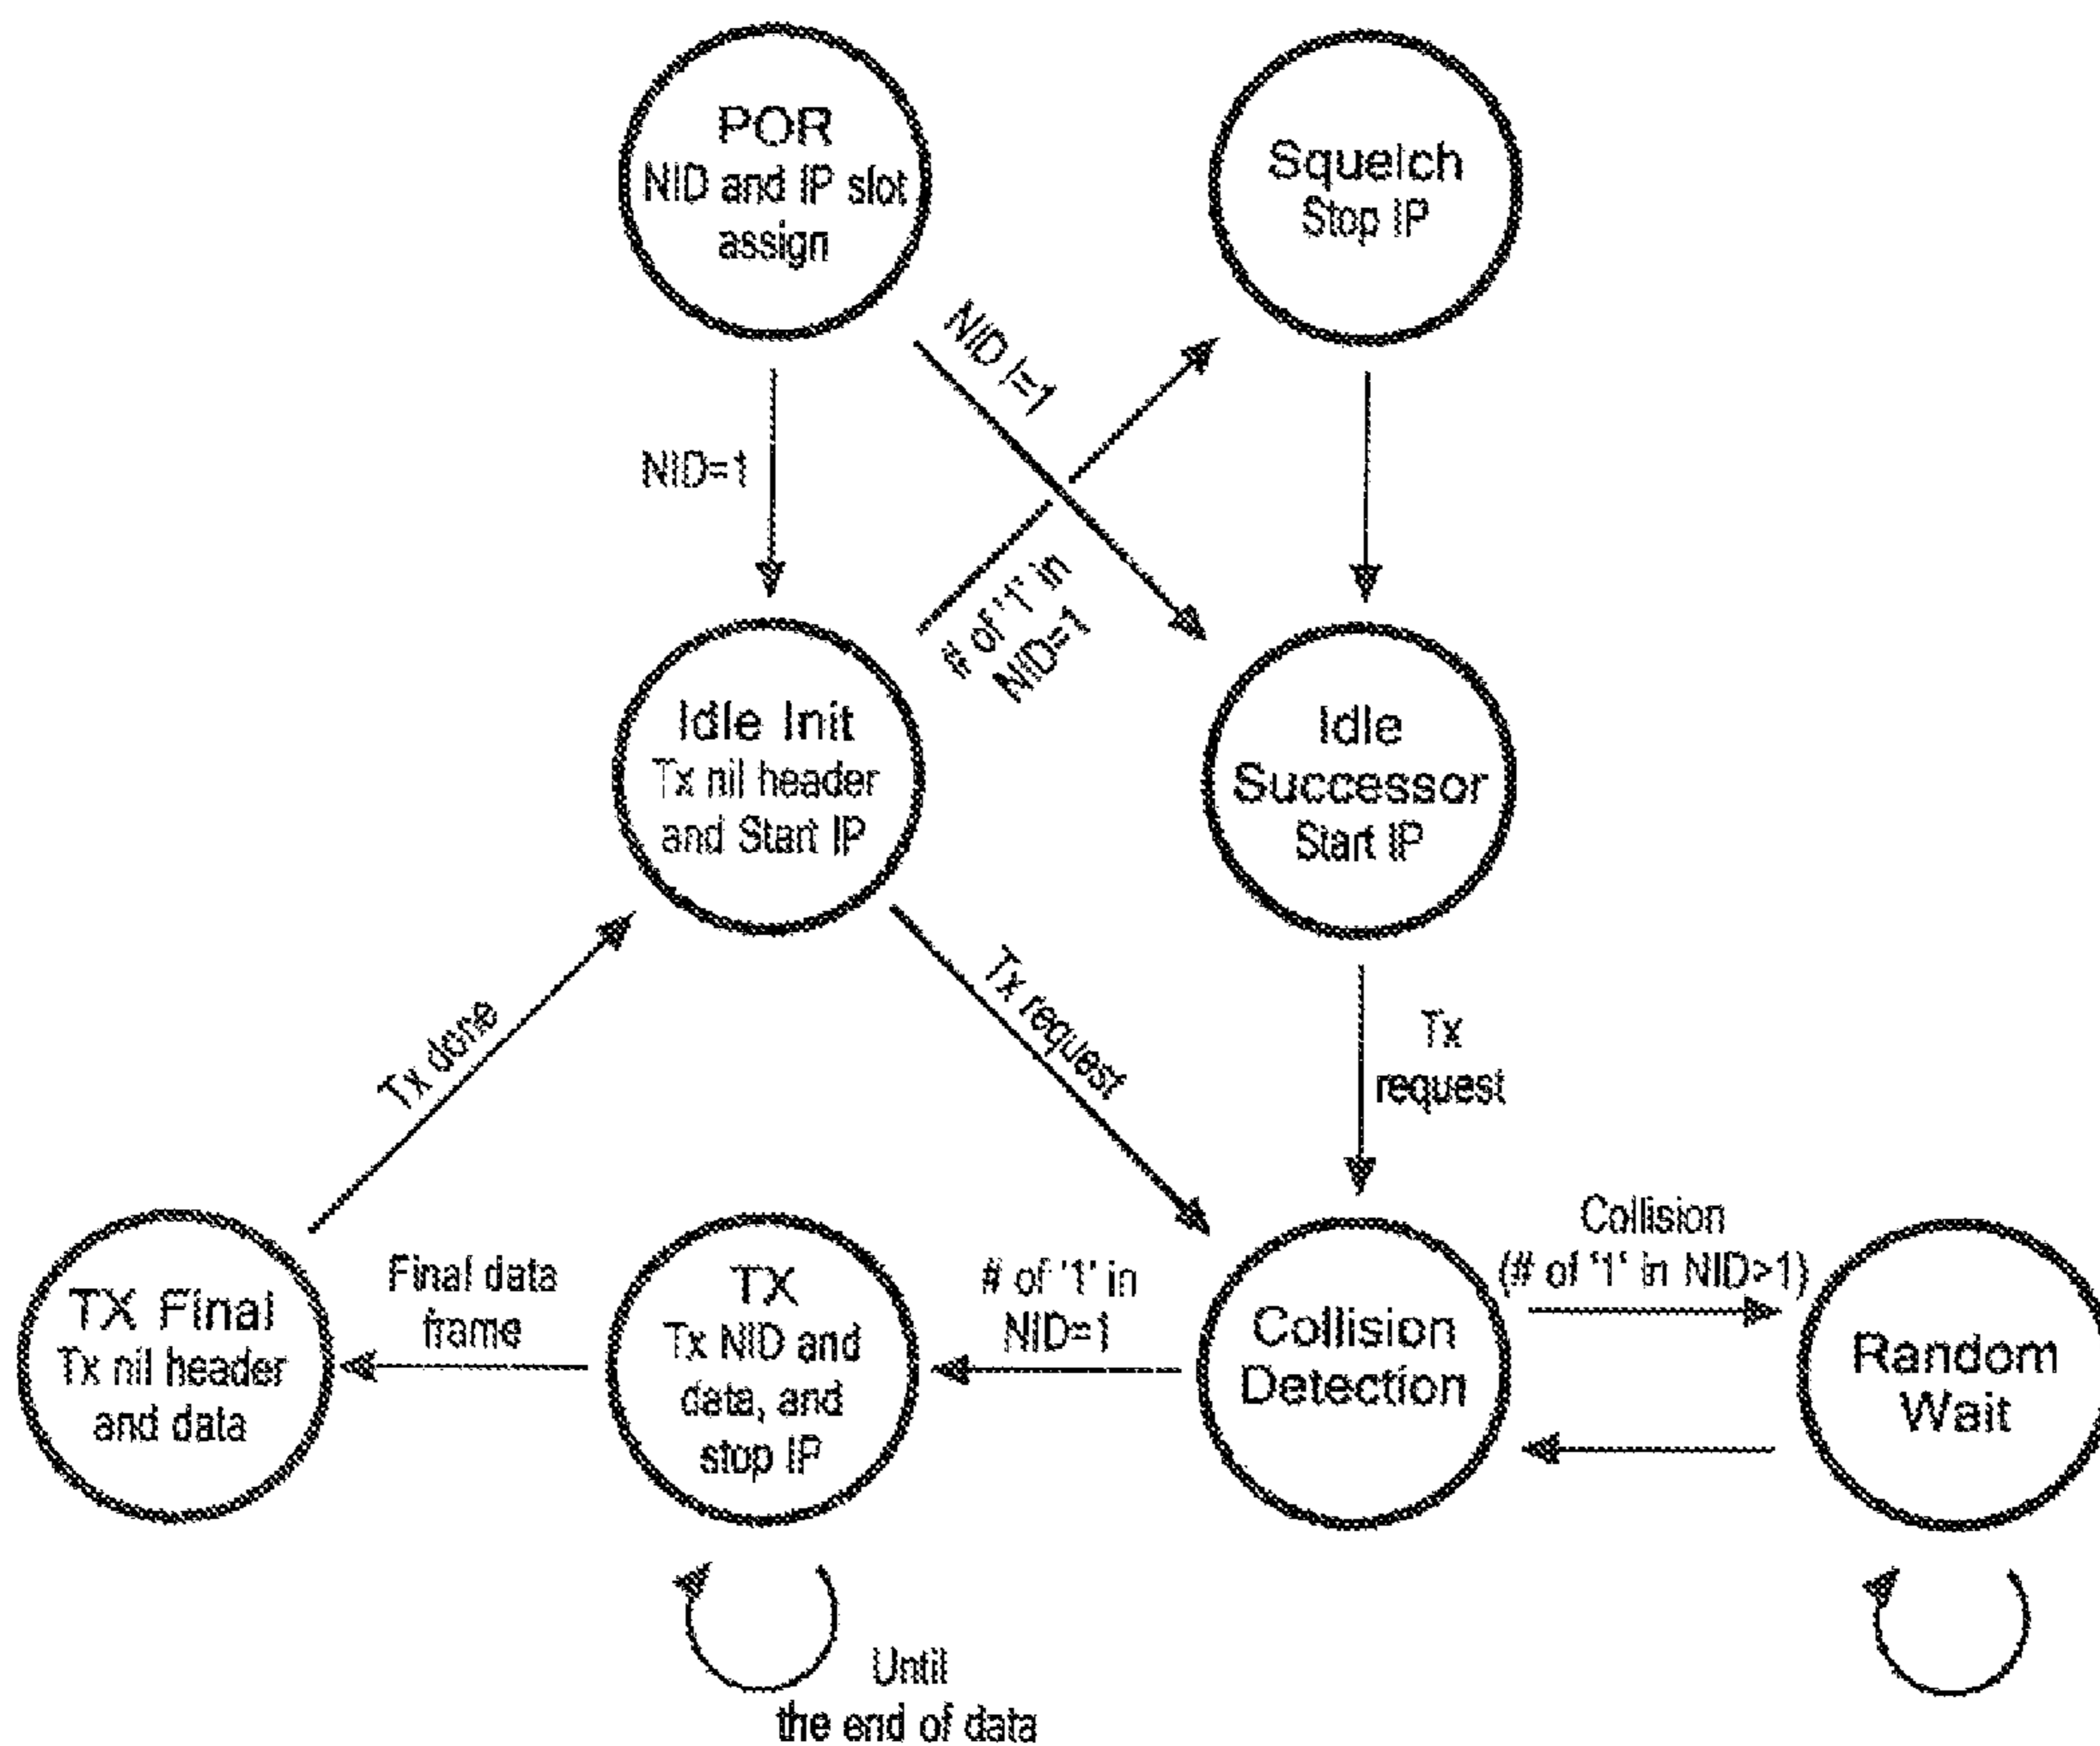 POR
NID and IP slot
assign
Squelch
Stop IP
NID !=1
NID=1
# of '1' in
NID=1
Idle Init
Tx nil header
and Start IP
Idle
Successor
Start IP
Tx done
Tx request
Tx
request
TX Final
Tx nil header
and data
Final data
frame
TX
Tx NID and
data, and
stop IP
# of '1' in
NID=1
Collision
Detection
Collision
(# of '1' in NID>1)
Random
Wait
Until
the end of data